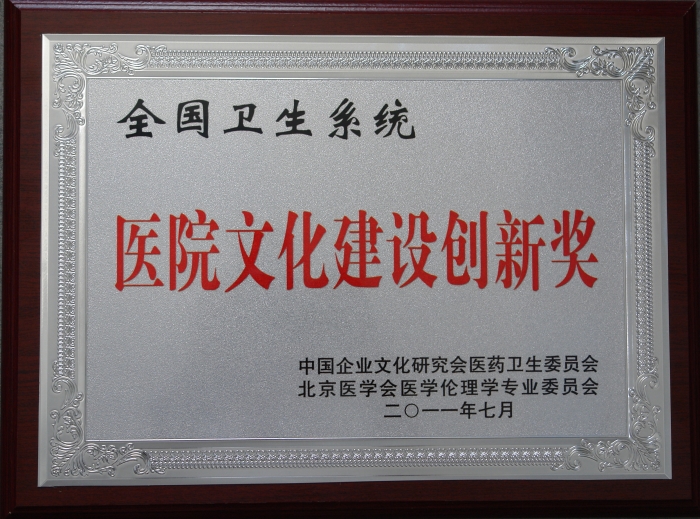 全国卫生系统
医院文化建设创新奖
中国企业文化研究会医药卫生委员会
北京医学会医学伦理学专业委员会
二〇一一年七月